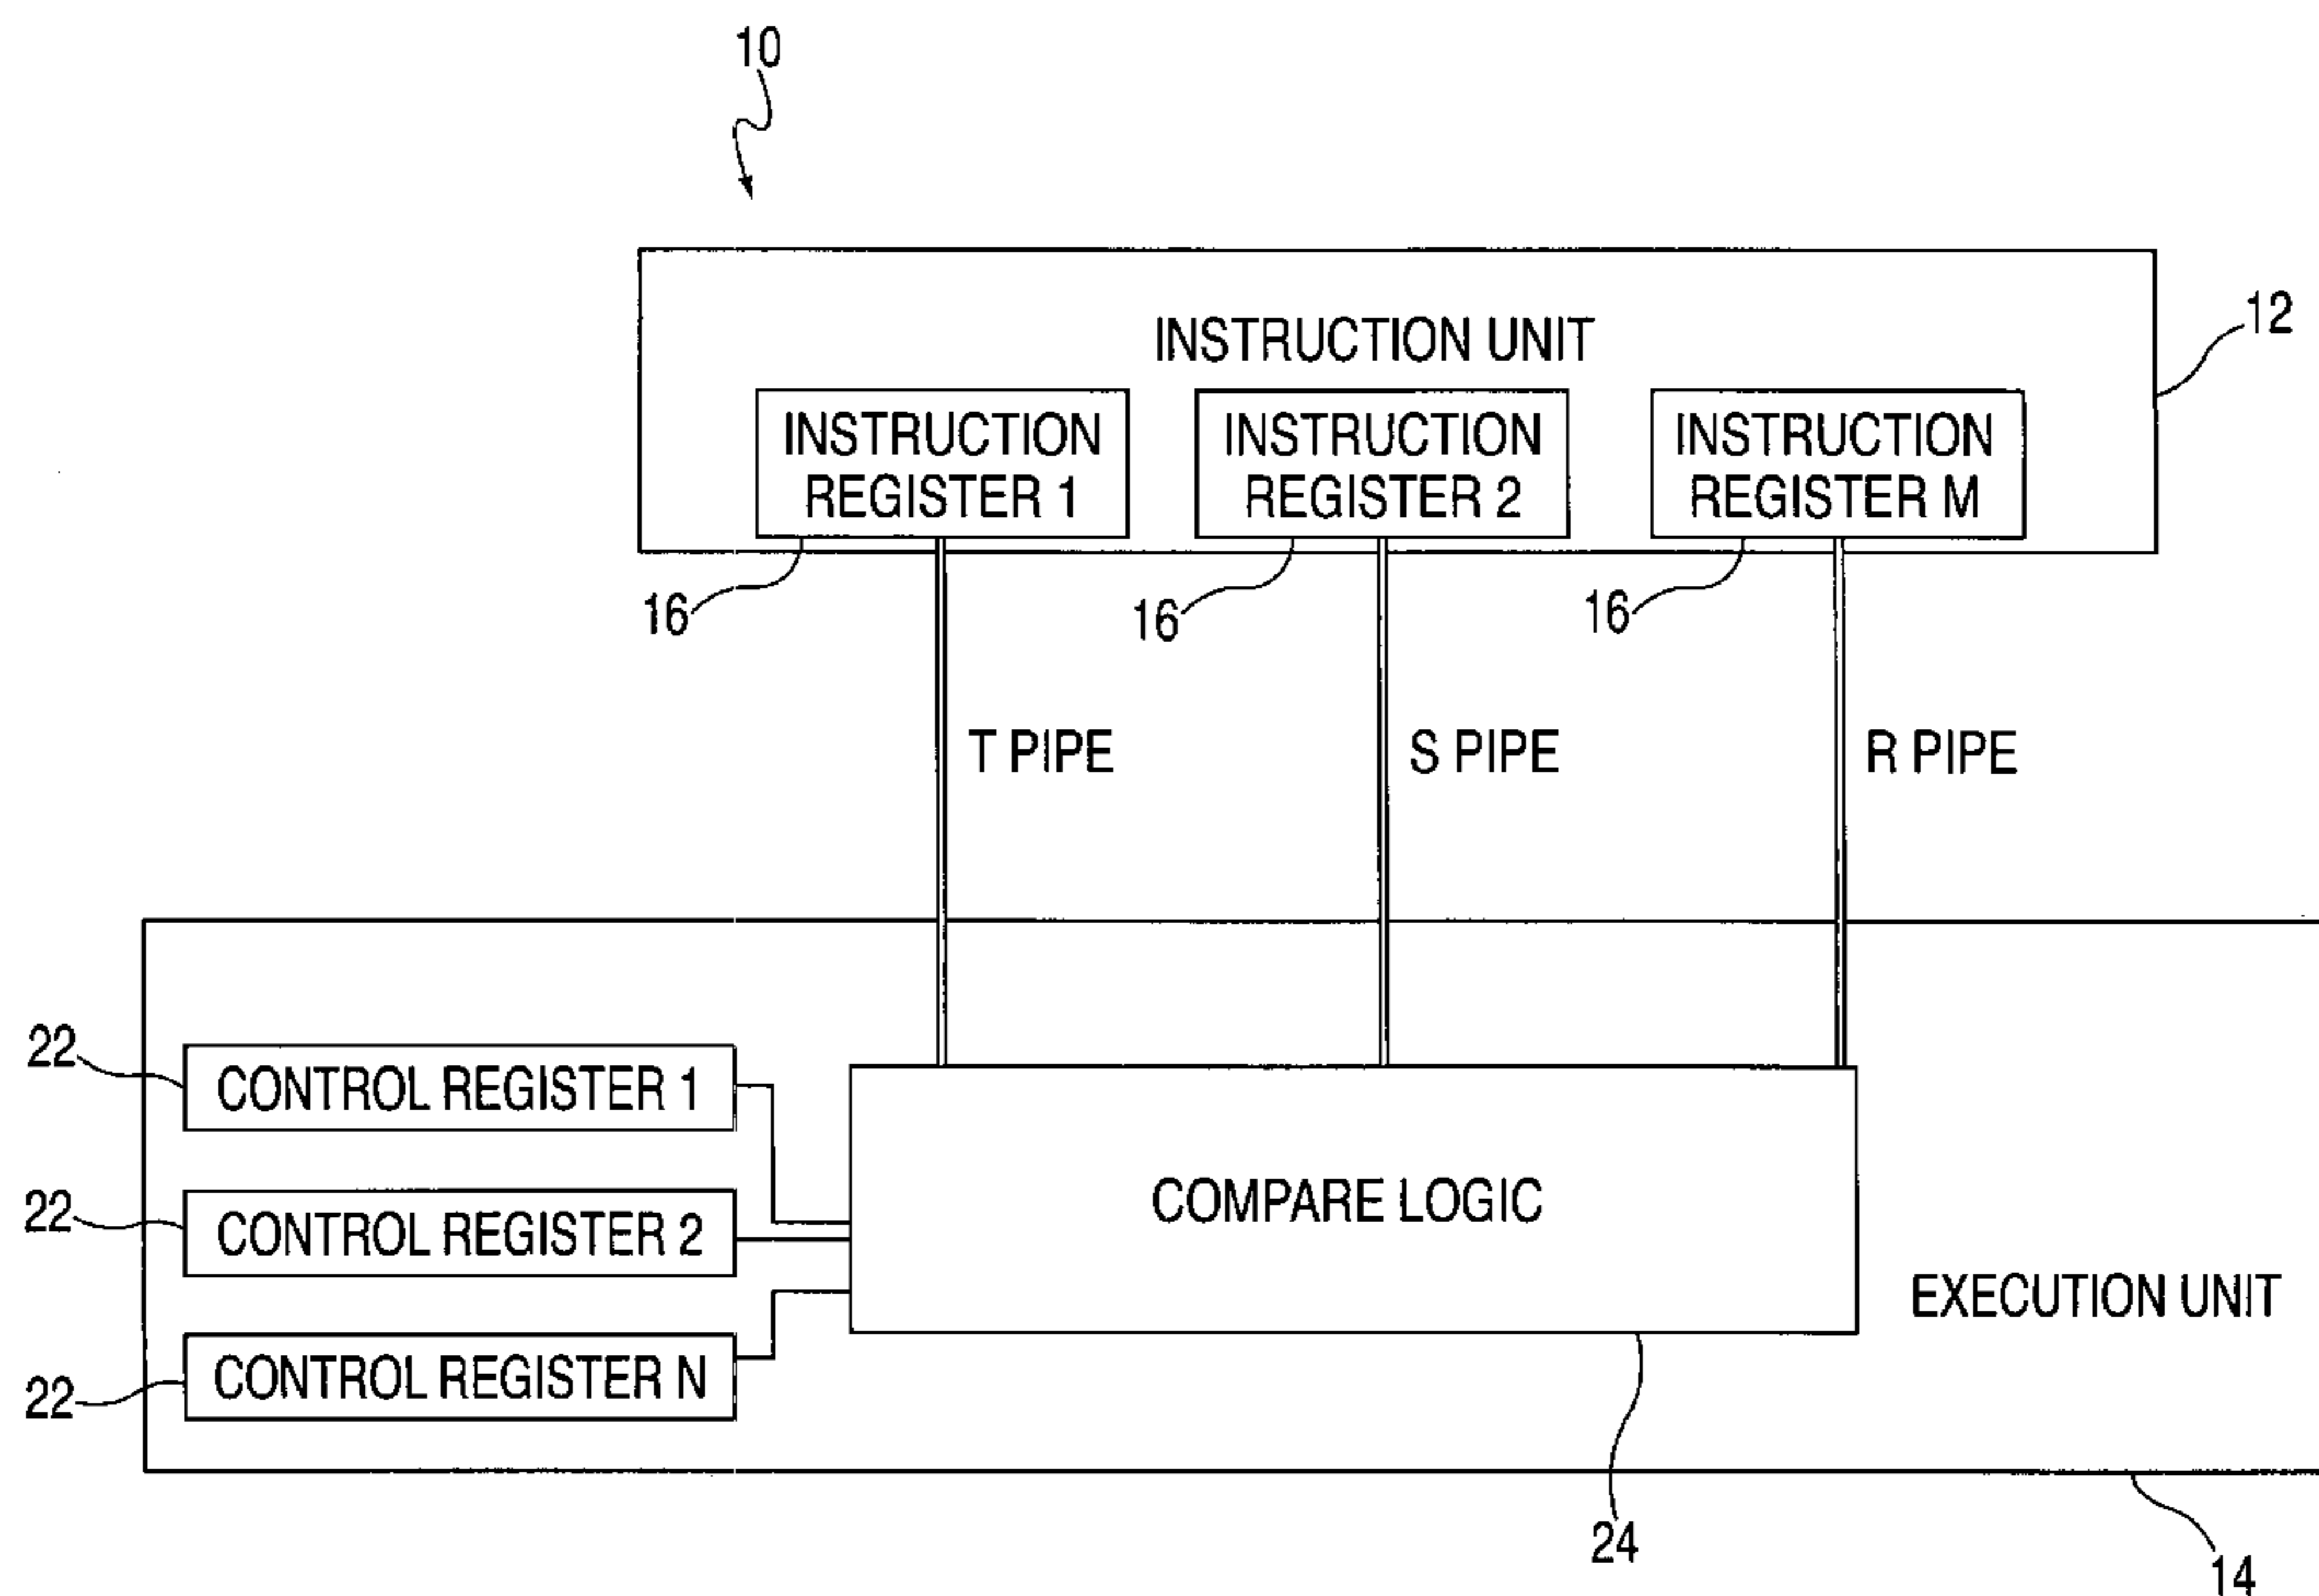 10
INSTRUCTION UNIT
12
INSTRUCTION
REGISTER 1
INSTRUCTION
REGISTER 2
INSTRUCTION
REGISTER M
16
16
16
T PIPE
S PIPE
R PIPE
22
CONTROL REGISTER 1
22
CONTROL REGISTER 2
22
CONTROL REGISTER N
COMPARE LOGIC
EXECUTION UNIT
24
14